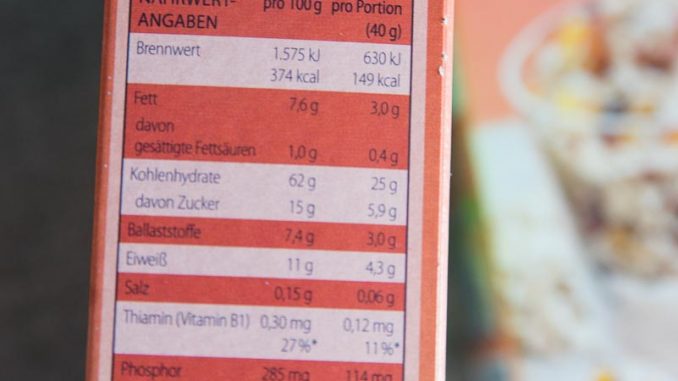 NÄHRWERT- pro 100 g pro Portion
ANGABEN (40 g)
Brennwert 1.575 kJ 630 kJ
374 kcal 149 kcal
Fett 7,6 g 3,0 g
davon
gesättigte Fettsäuren 1,0 g 0,4 g
Kohlenhydrate 62 g 25 g
davon Zucker 15 g 5,9 g
Ballaststoffe 7,4 g 3,0 g
Eiweiß 11 g 4,3 g
Salz 0,15 g 0,06 g
Thiamin (Vitamin B1) 0,30 mg 0,12 mg
27%* 11%*
Phosphor 285 mg 114 mg